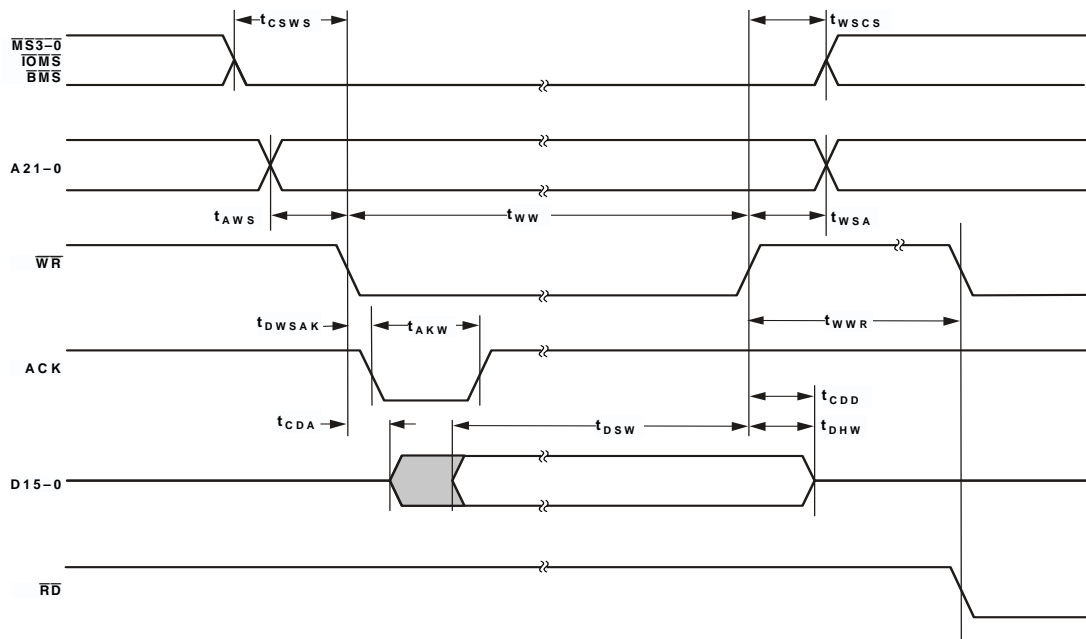 tCSWS
tWSCS
MS3–0
IOMS
BMS
A21–0
tAWS
tWW
tWSA
WR
tDWSAK
tAKW
tWWR
ACK
tCDD
tCDA
tDSW
tDHW
D15–0
RD